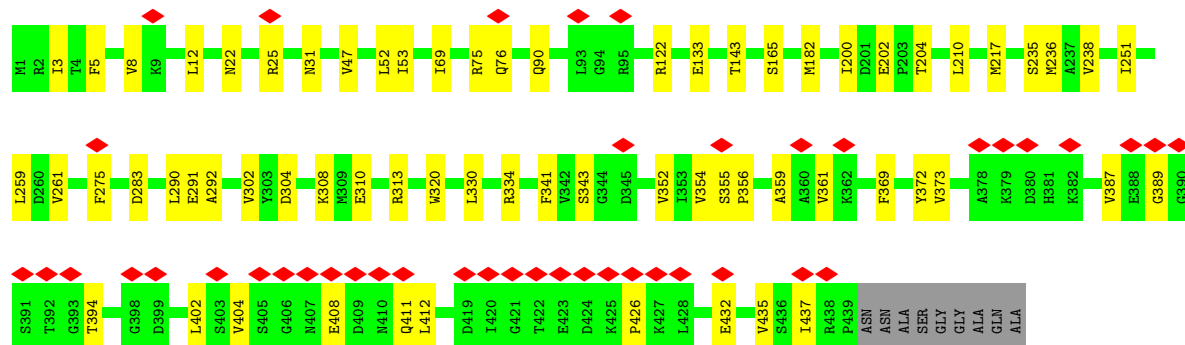 M1 R2 I3 T4 F5 V8 K9 L12 N22 R25 N31 V47 L52 I53 I69 R75 Q76 Q90 L93 G94 R95 R122 E133 T143 S165 M182 I200 D201 E202 P203 T204 L210 M217 S235 M236 A237 V238 I251
L259 D260 V261 F275 D283 L290 E291 A292 V302 Y303 D304 K308 M309 E310 R313 W320 L330 R334 F341 V342 S343 G344 D345 V352 I353 V354 S355 P356 A359 A360 V361 K362 F369 Y372 V373 A378 K379 D380 H381 K382 V387 E388 G389 G390
S391 T392 G393 T394 G398 D399 L402 S403 V404 S405 G406 N407 E408 D409 N410 Q411 L412 D419 I420 G421 T422 E423 D424 K425 P426 K427 L428 E432 V435 S436 I437 R438 P439 ASN ASN ALA SER GLY GLY ALA GLN ALA